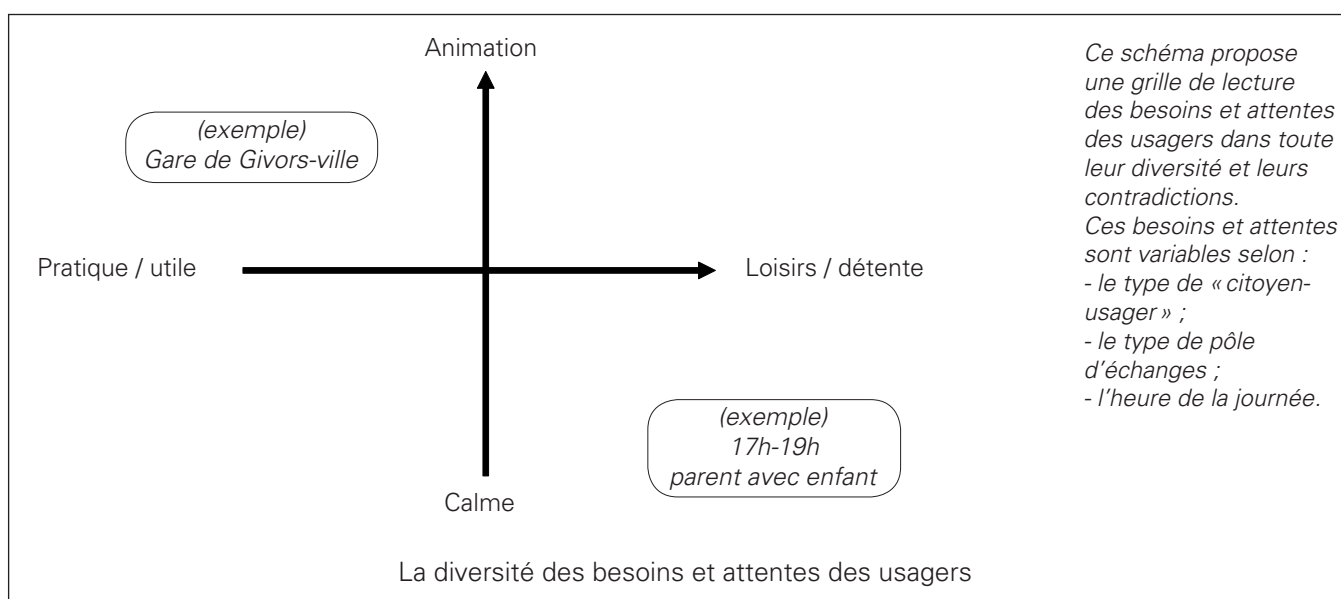 Animation
(exemple)
Gare de Givors-ville
Pratique / utile
Loisirs / détente
(exemple)
17h-19h
parent avec enfant
Calme
La diversité des besoins et attentes des usagers
Ce schéma propose
une grille de lecture
des besoins et attentes
des usagers dans toute
leur diversité et leurs
contradictions.
Ces besoins et attentes
sont variables selon :
- le type de « citoyen-
usager » ;
- le type de pôle
d'échanges ;
- l'heure de la journée.